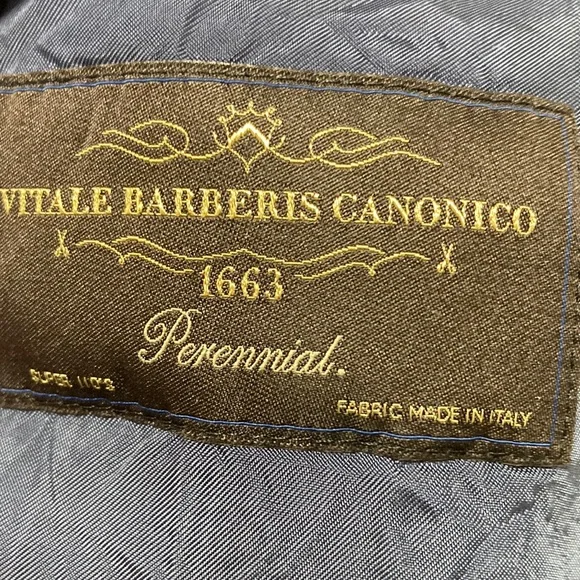 VITALE BARBERIS CANONICO
1663
Perennial.
SUPER 110'S
FABRIC MADE IN ITALY